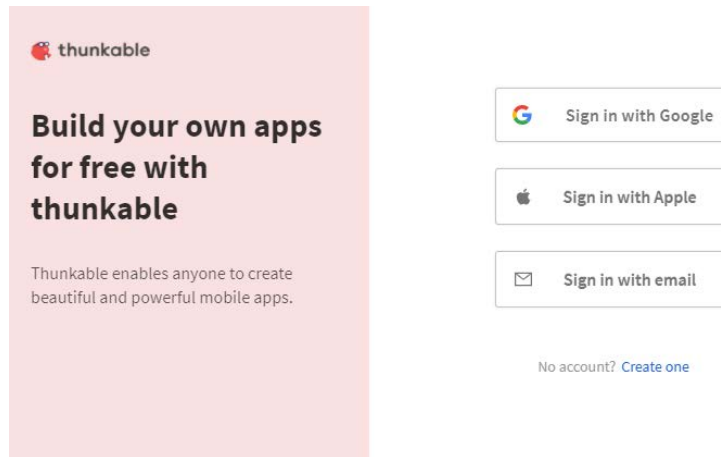 thunkable
Build your own apps
for free with
thunkable
Thunkable enables anyone to create
beautiful and powerful mobile apps.
Sign in with Google
Sign in with Apple
Sign in with email
No account? Create one